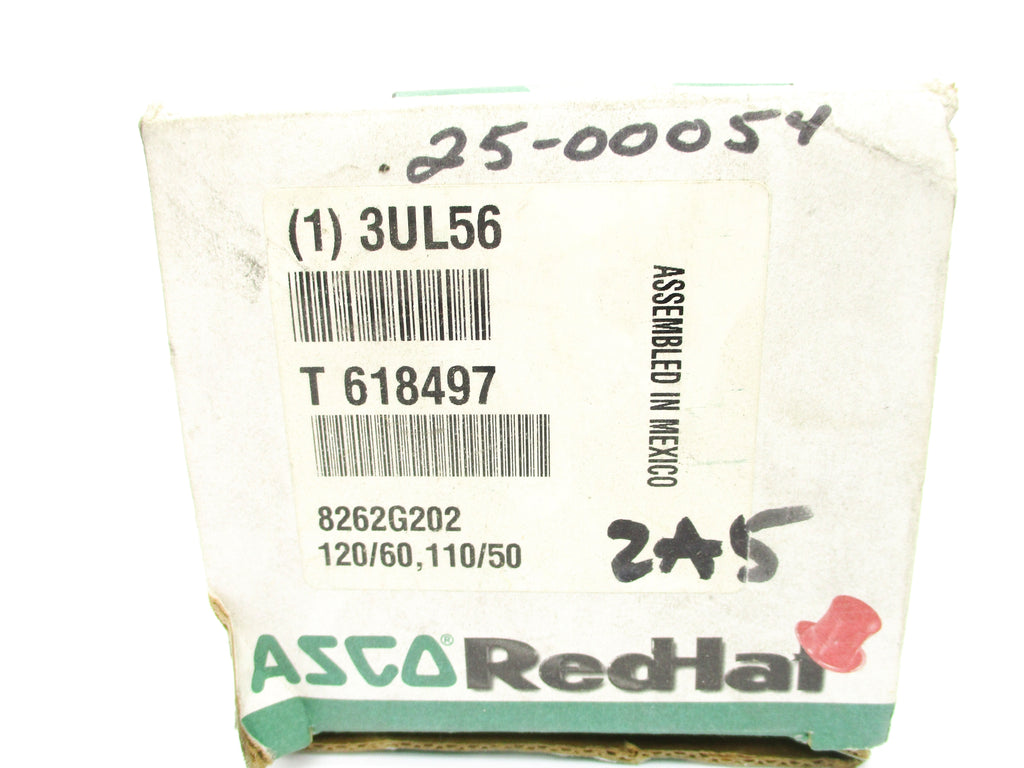 25-00054
(1) 3UL56
ASSEMBLED IN MEXICO
T 618497
8262G202
120/60,110/50
2A5
ASCO® RedHat